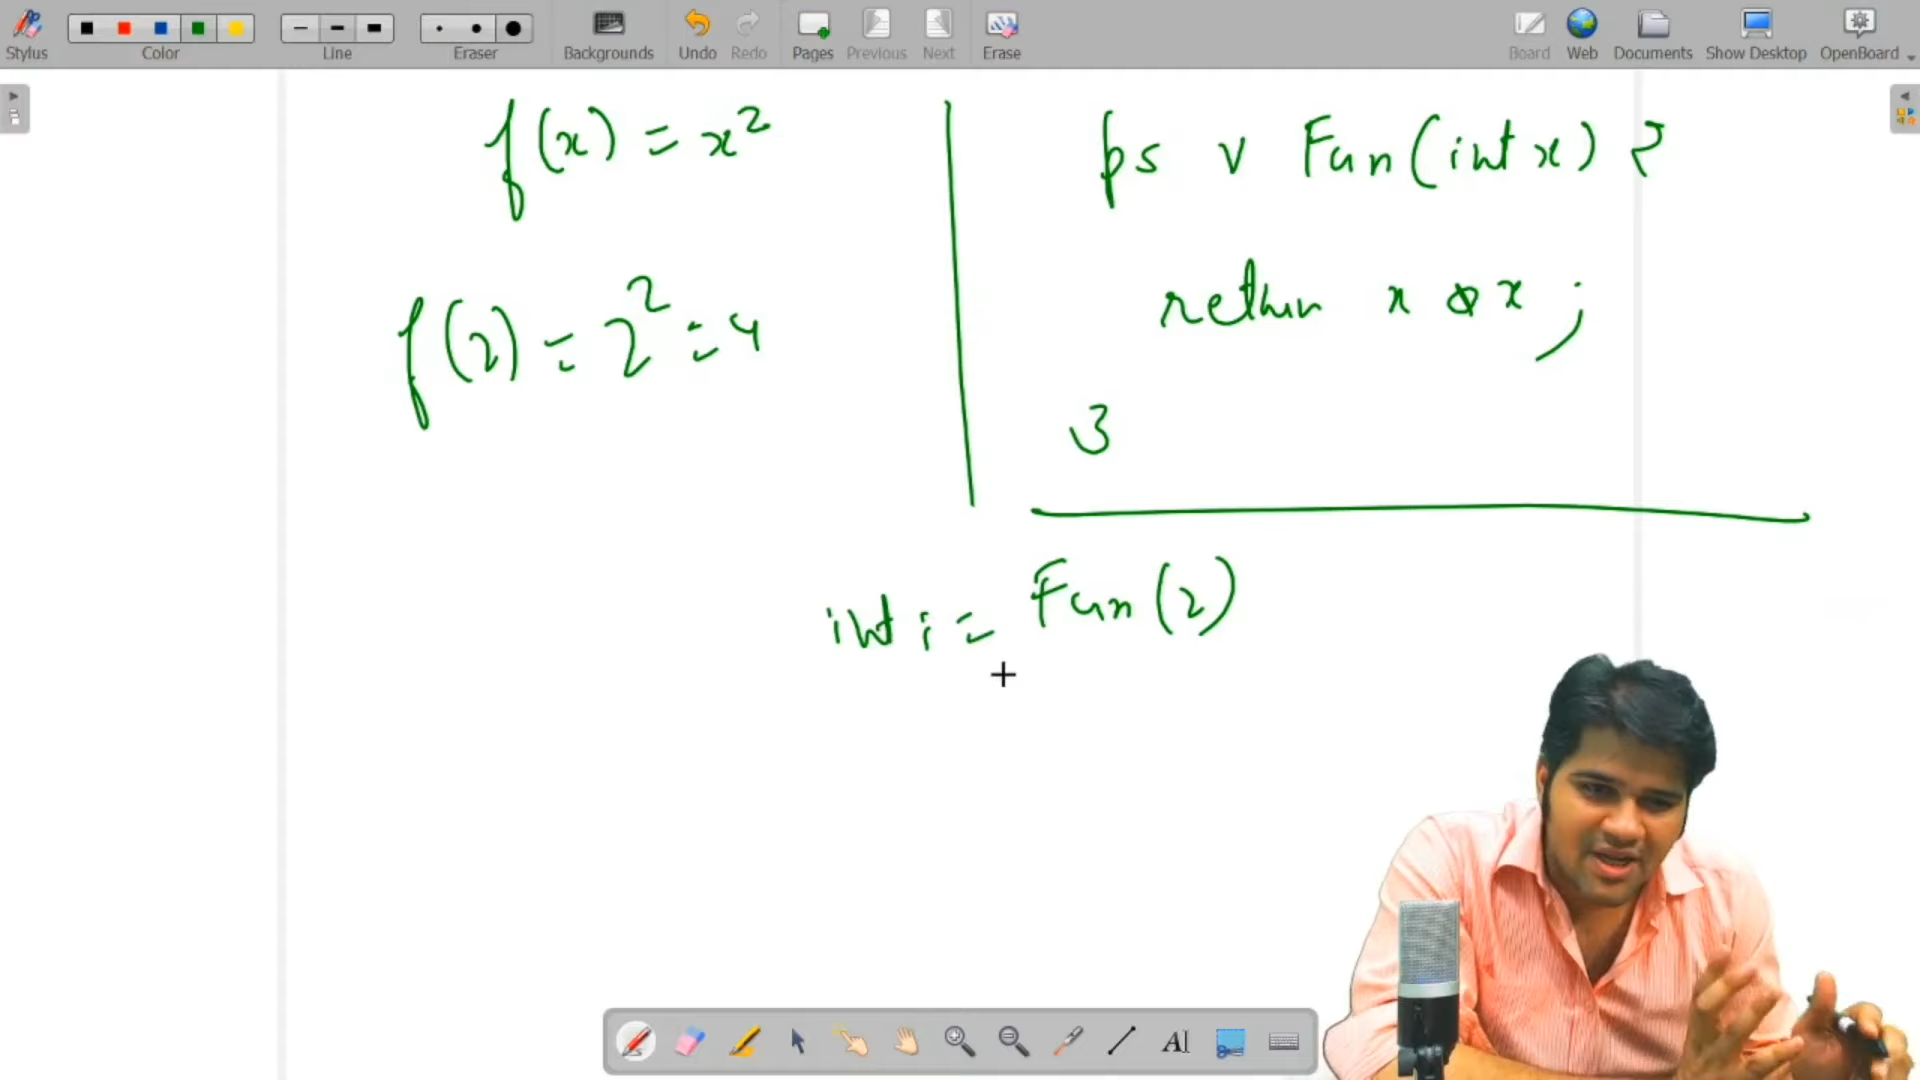 Stylus Color Line Eraser Backgrounds Undo Redo Pages Previous Next Erase Board Web Documents Show Desktop OpenBoard
f(x) = x²
f(2) = 2² = 4
ps v Fun(int x) {
return x * x ;
}
int i = Fun(2)
AI